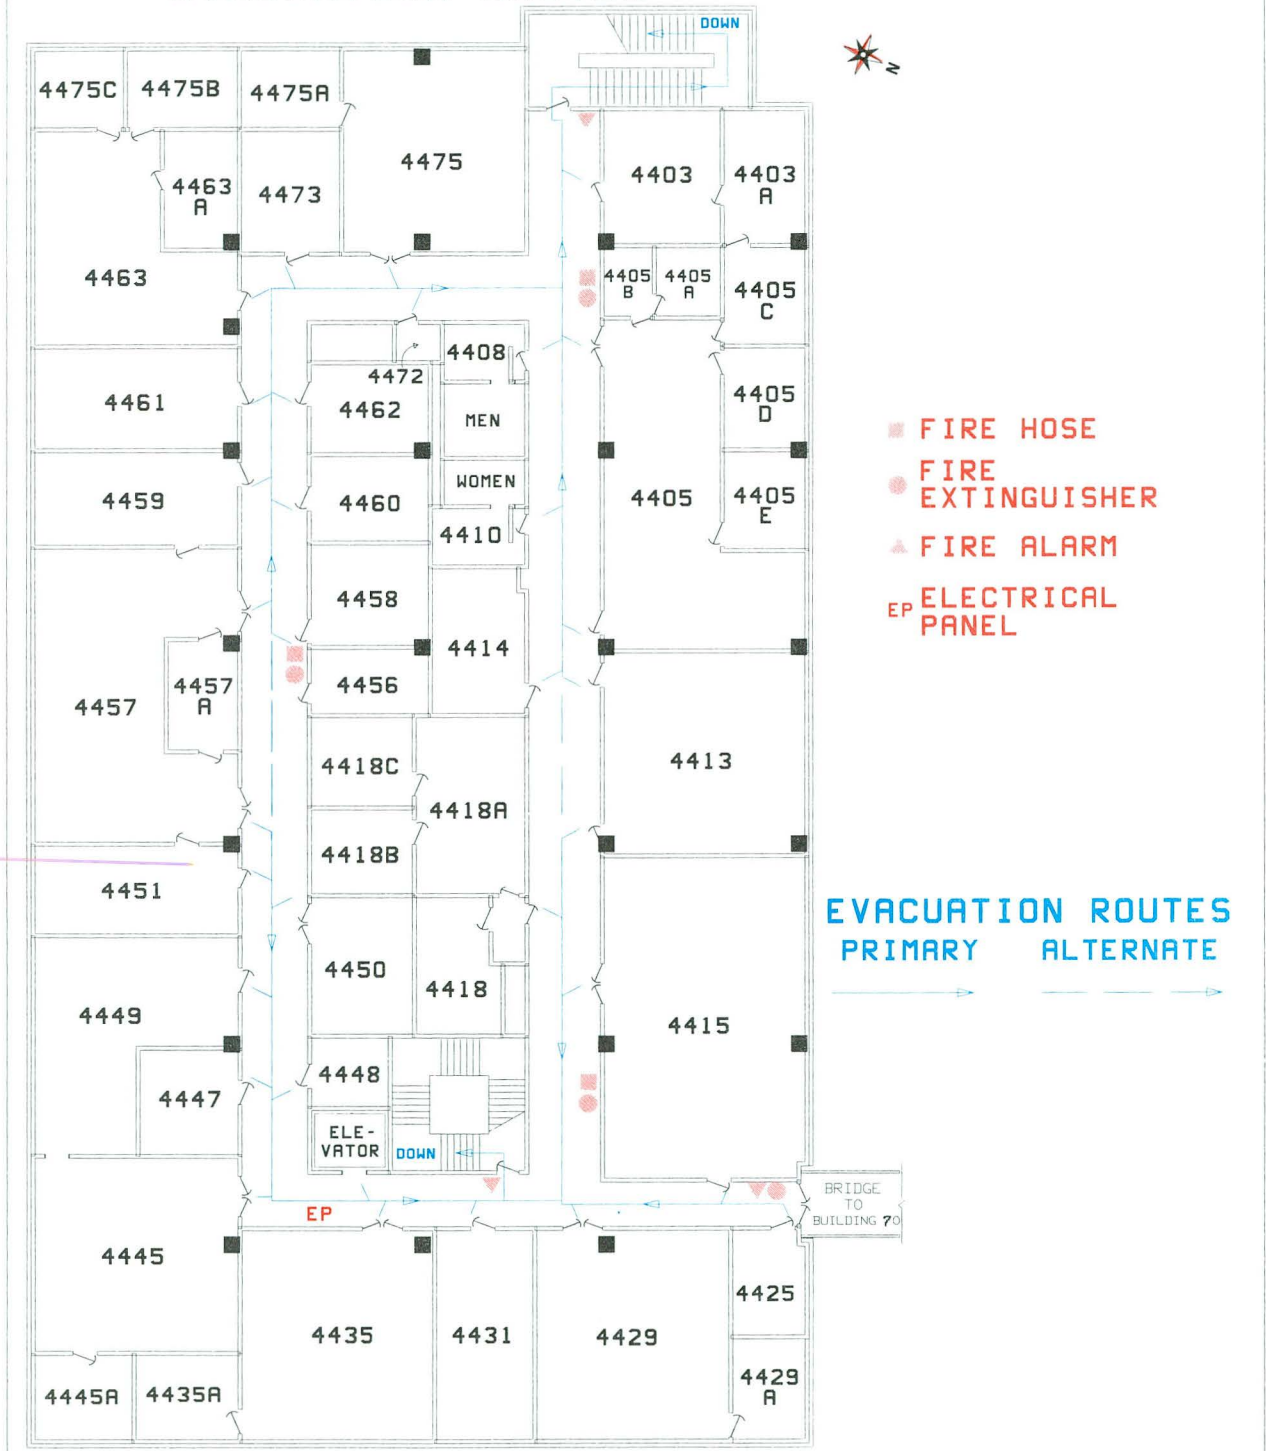 DOWN
N
4475C
4475B
4475A
4475
4403
4403
A
4463
A
4473
4463
4405
B
4405
A
4405
C
4408
4472
4461
4462
MEN
4405
D
FIRE HOSE
FIRE
EXTINGUISHER
FIRE ALARM
EP ELECTRICAL
PANEL
WOMEN
4459
4460
4410
4405
4405
E
4458
4414
4457
4457
A
4456
4413
4418C
4418A
4418B
4451
EVACUATION ROUTES
PRIMARY ALTERNATE
4450
4418
4449
4415
4448
4447
ELE-
VATOR
DOWN
BRIDGE
TO
BUILDING 70
EP
4445
4435
4431
4429
4425
4445A
4435A
4429
A